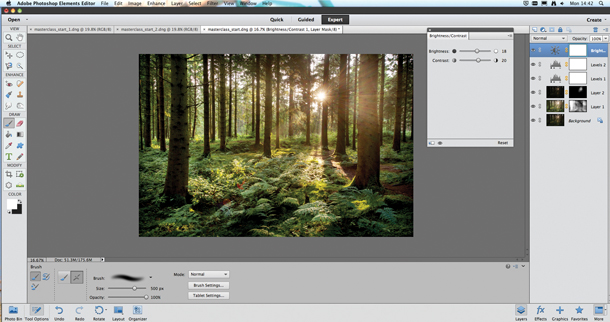 Adobe Photoshop Elements Editor File Edit Image Enhance Layer Select Filter View Window Help Mon 14:42
Open Quick Guided Expert Create
masterclass_start_1.dng @ 19.8% (RGB/8) masterclass_start_2.dng @ 19.8% (RGB/8) masterclass_start.dng @ 16.7% (Brightness/Contrast 1, Layer Mask/8) *
VIEW
SELECT
ENHANCE
DRAW
MODIFY
COLOR
Brightness/Contrast
Brightness: 18
Contrast: 20
Reset
Normal Opacity: 100%
Brigh...
Levels 2
Levels 1
Layer 2
Layer 1
Background
16.67% Doc: 51.3M/175.6M
Brush
Brush:
Size: 500 px
Opacity: 100%
Mode: Normal
Brush Settings...
Tablet Settings...
Photo Bin Tool Options Undo Redo Rotate Layout Organizer Layers Effects Graphics Favorites More